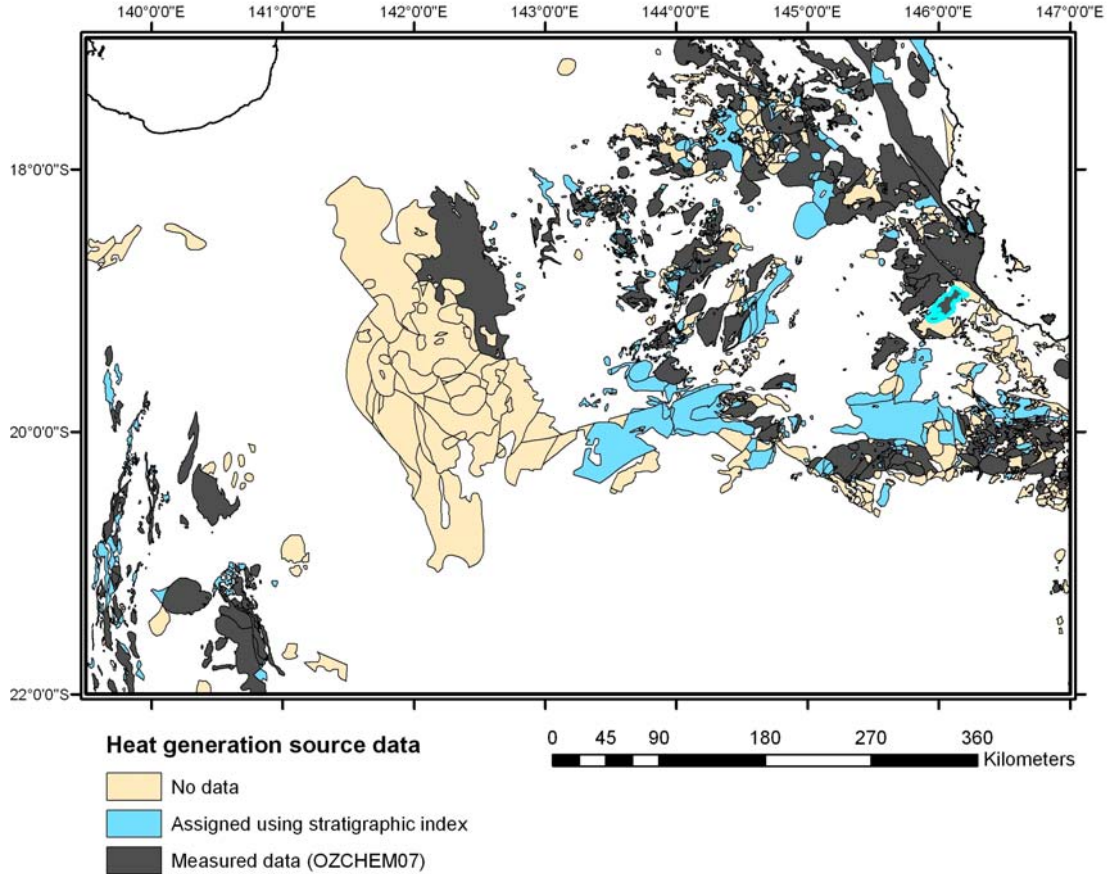 140°0'0"E 141°0'0"E 142°0'0"E 143°0'0"E 144°0'0"E 145°0'0"E 146°0'0"E 147°0'0"E
18°0'0"S
20°0'0"S
22°0'0"S
Heat generation source data
No data
Assigned using stratigraphic index
Measured data (OZCHEM07)
0 45 90 180 270 360
Kilometers